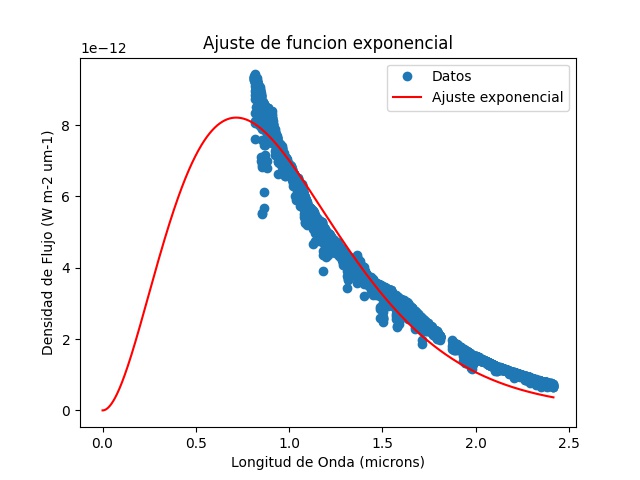 Ajuste de funcion exponencial
1e−12
Datos
Ajuste exponencial
8
6
4
2
0
Densidad de Flujo (W m-2 um-1)
0.0 0.5 1.0 1.5 2.0 2.5
Longitud de Onda (microns)